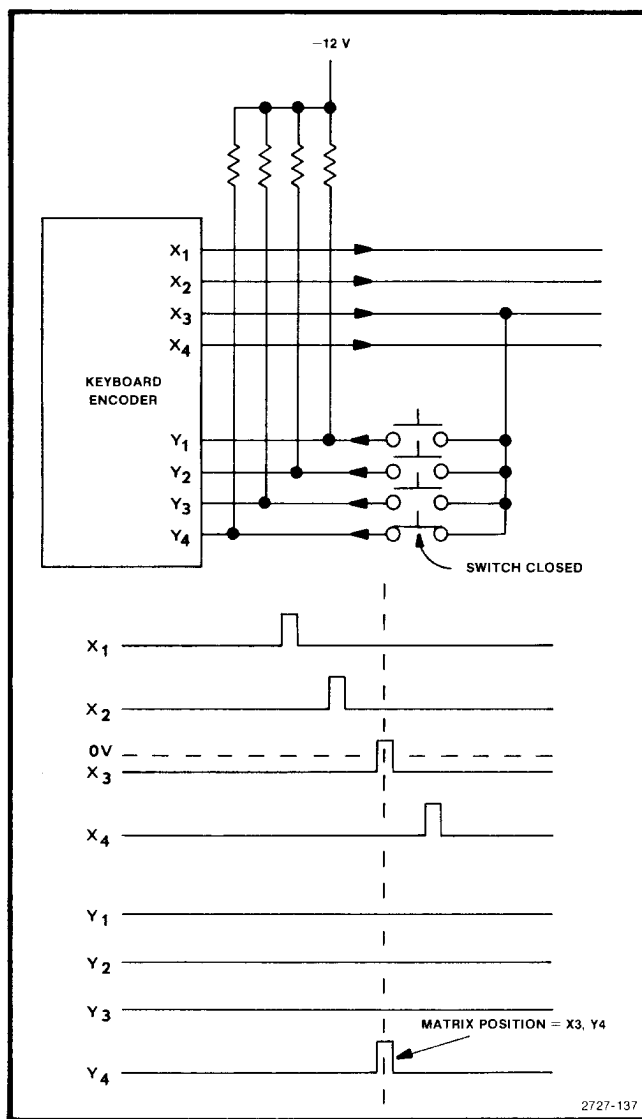 −12 V
X1
X2
X3
X4
KEYBOARD
ENCODER
Y1
Y2
Y3
Y4
SWITCH CLOSED
X1
X2
0V
X3
X4
Y1
Y2
Y3
MATRIX POSITION = X3, Y4
Y4
2727-137